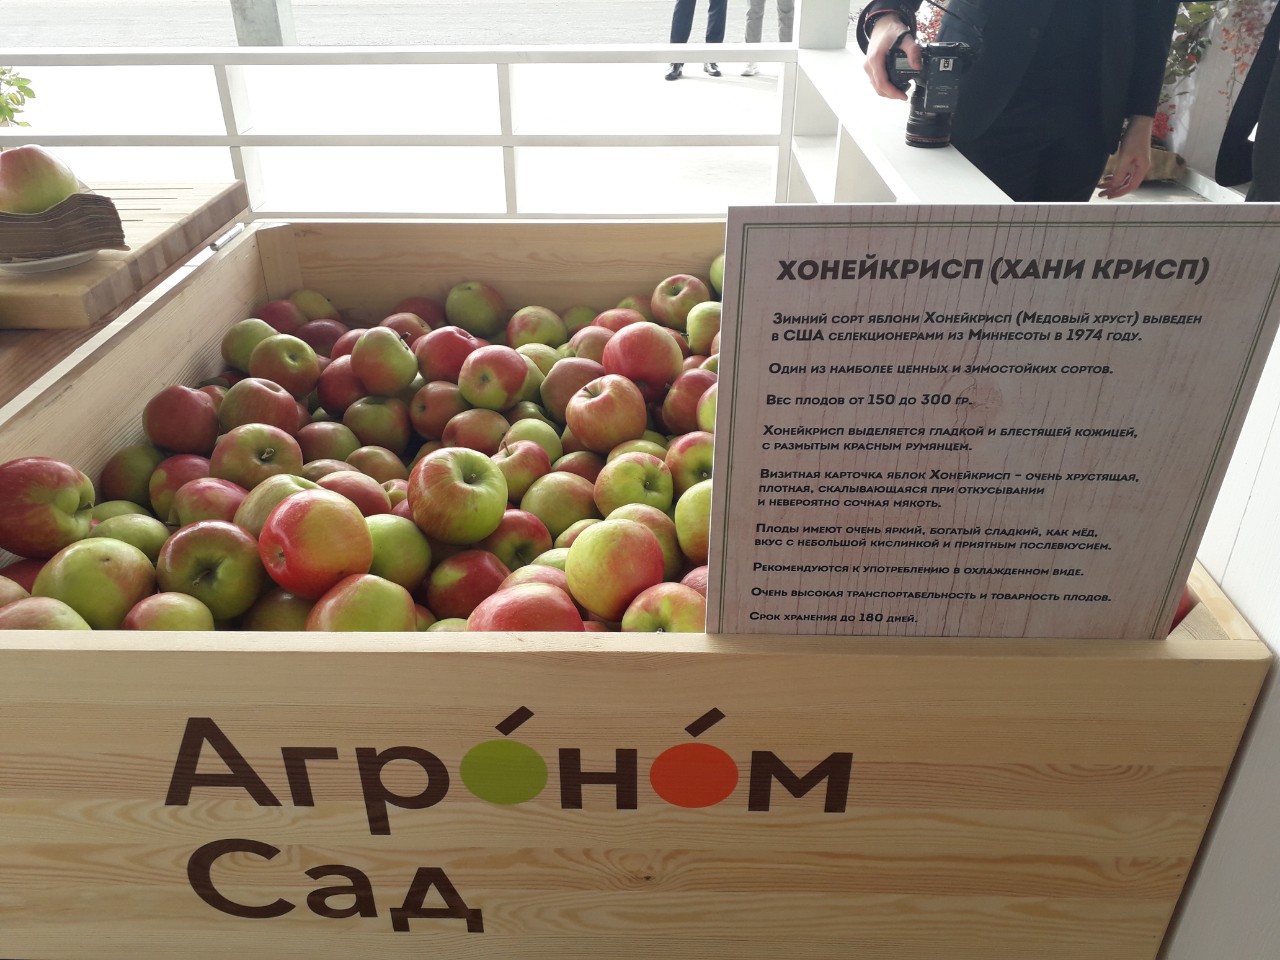 ХОНЕЙКРИСП (ХАНИ КРИСП)
Зимний сорт яблони Хонейкрисп (Медовый хруст) выведен
в США селекционерами из Миннесоты в 1974 году.
Один из наиболее ценных и зимостойких сортов.
Вес плодов от 150 до 300 гр.
Хонейкрисп выделяется гладкой и блестящей кожицей,
с размытым красным румянцем.
Визитная карточка яблок Хонейкрисп – очень хрустящая,
плотная, скалывающаяся при откусывании
и невероятно сочная мякоть.
Плоды имеют очень яркий, богатый сладкий, как мёд,
вкус с небольшой кислинкой и приятным послевкусием.
Рекомендуются к употреблению в охлажденном виде.
Очень высокая транспортабельность и товарность плодов.
Срок хранения до 180 дней.
Агроном
Сад